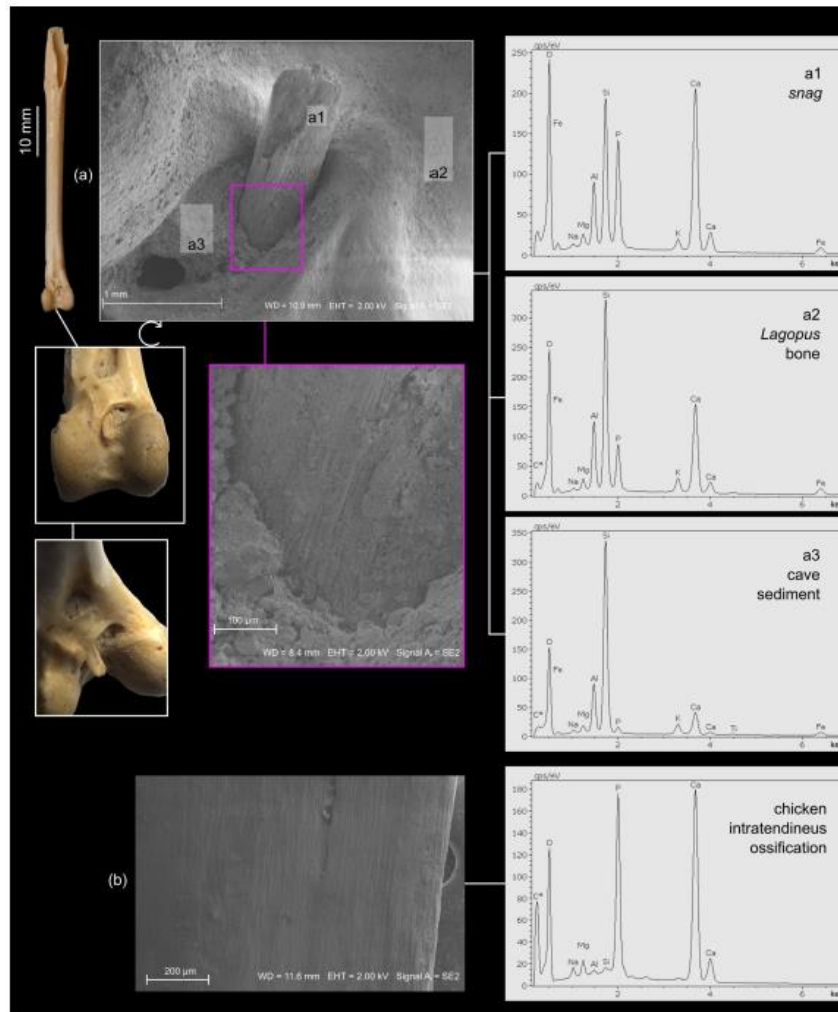 10 mm
(a)
a1
a2
a3
1 mm
WD = 10.9 mm EHT = 2.00 kV
100 µm
WD = 8.4 mm EHT = 2.00 kV Signal A = SE2
(b)
200 µm
WD = 11.6 mm EHT = 2.00 kV Signal A = SE2
cps/eV
250
200
150
100
50
0
O
Fe
Na
Mg
Al
Si
P
K
Ca
Ca
Fe
2
4
6
a1
snag
cps/eV
300
250
200
150
100
50
0
C*
O
Fe
Na
Mg
Al
Si
P
K
Ca
Ca
Fe
2
4
6
a2
Lagopus
bone
cps/eV
350
300
250
200
150
100
50
0
C*
O
Fe
Na
Mg
Al
Si
P
K
Ca
Ca
Ti
Fe
2
4
6
a3
cave
sediment
cps/eV
180
160
140
120
100
80
60
40
20
0
C*
O
Na
Mg
Al
Si
P
Ca
Ca
2
4
6
chicken
intratendineus
ossification